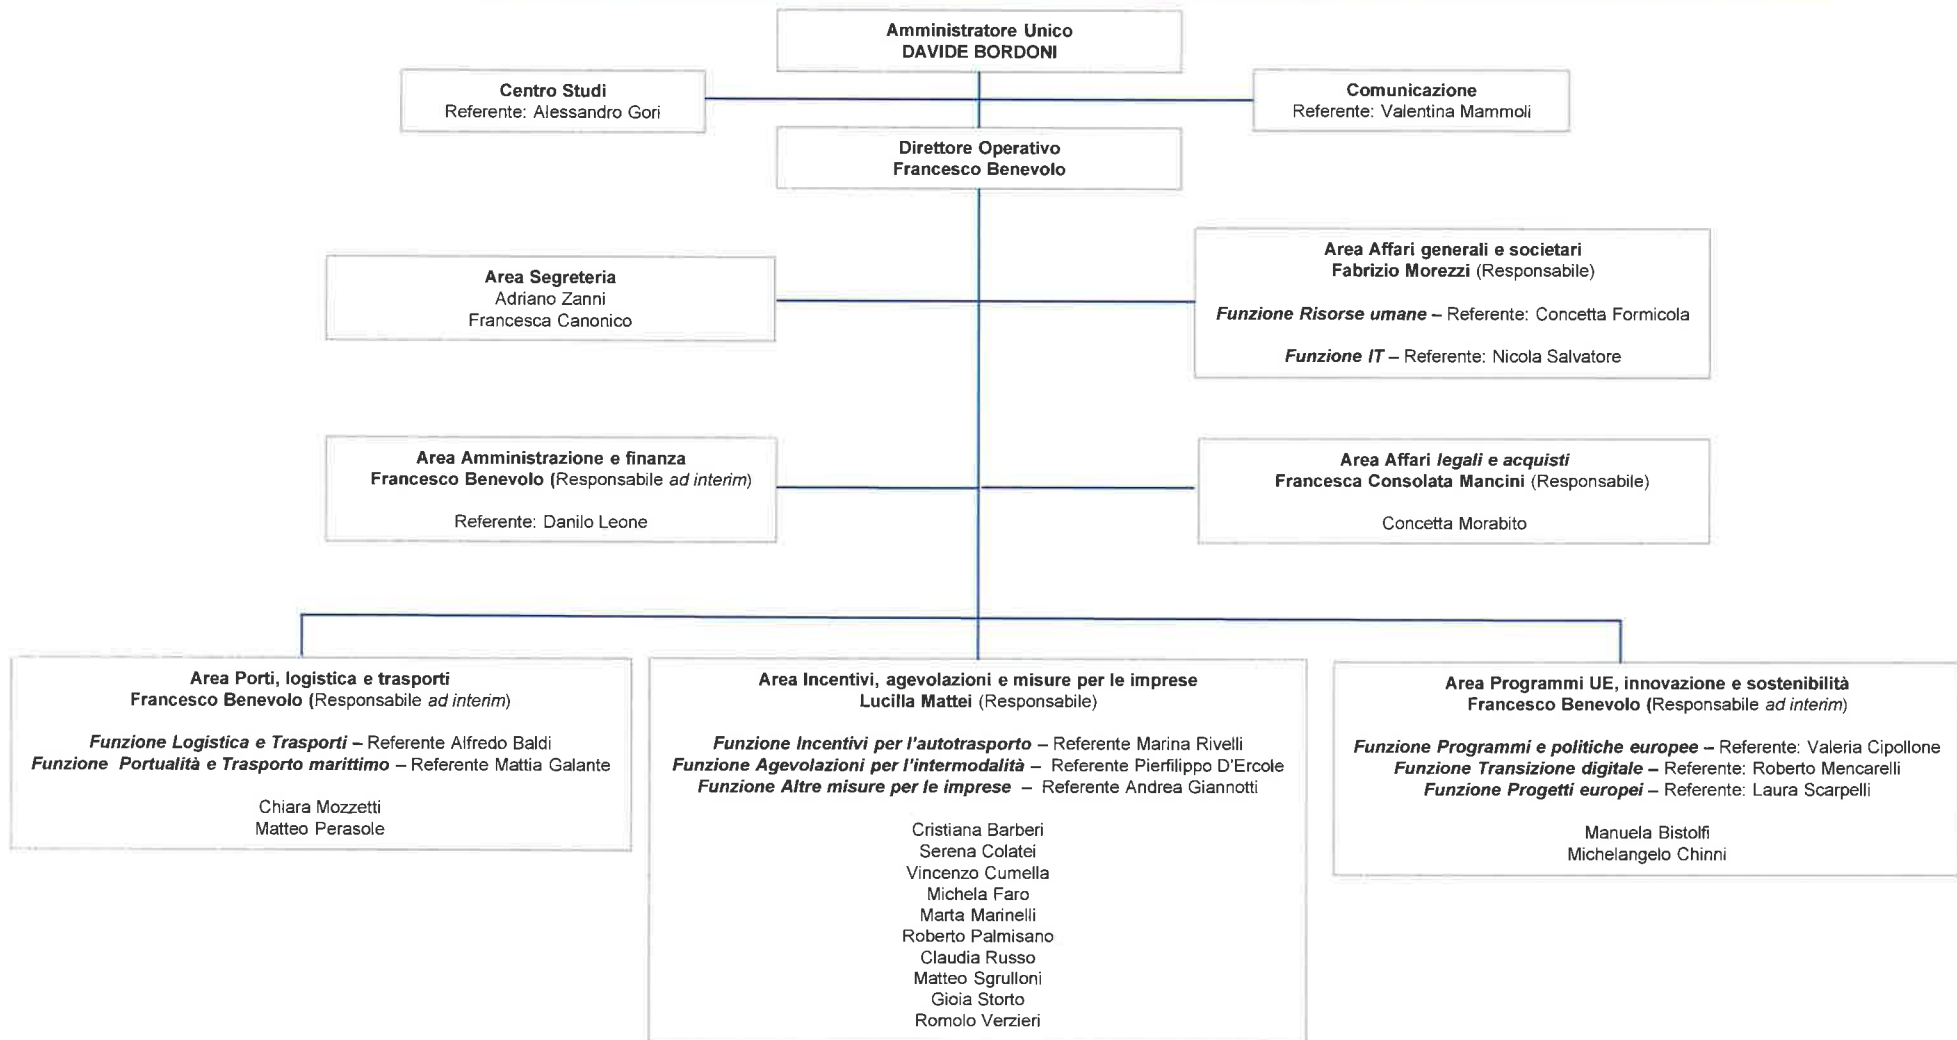 Amministratore Unico
DAVIDE BORDONI
Centro Studi
Referente: Alessandro Gori
Comunicazione
Referente: Valentina Mammoli
Direttore Operativo
Francesco Benevolo
Area Segreteria
Adriano Zanni
Francesca Canonico
Area Affari generali e societari
Fabrizio Morezzi (Responsabile)
Funzione Risorse umane – Referente: Concetta Formicola
Funzione IT – Referente: Nicola Salvatore
Area Amministrazione e finanza
Francesco Benevolo (Responsabile ad interim)
Referente: Danilo Leone
Area Affari legali e acquisti
Francesca Consolata Mancini (Responsabile)
Concetta Morabito
Area Porti, logistica e trasporti
Francesco Benevolo (Responsabile ad interim)
Funzione Logistica e Trasporti – Referente Alfredo Baldi
Funzione Portualità e Trasporto marittimo – Referente Mattia Galante
Chiara Mozzetti
Matteo Perasole
Area Incentivi, agevolazioni e misure per le imprese
Lucilla Mattei (Responsabile)
Funzione Incentivi per l'autotrasporto – Referente Marina Rivelli
Funzione Agevolazioni per l'intermodalità – Referente Pierfilippo D'Ercole
Funzione Altre misure per le imprese – Referente Andrea Giannotti
Cristiana Barberi
Serena Colatei
Vincenzo Cumella
Michela Faro
Marta Marinelli
Roberto Palmisano
Claudia Russo
Matteo Sgrulloni
Gioia Storto
Romolo Verzieri
Area Programmi UE, innovazione e sostenibilità
Francesco Benevolo (Responsabile ad interim)
Funzione Programmi e politiche europee – Referente: Valeria Cipollone
Funzione Transizione digitale – Referente: Roberto Mencarelli
Funzione Progetti europei – Referente: Laura Scarpelli
Manuela Bistolfi
Michelangelo Chinni